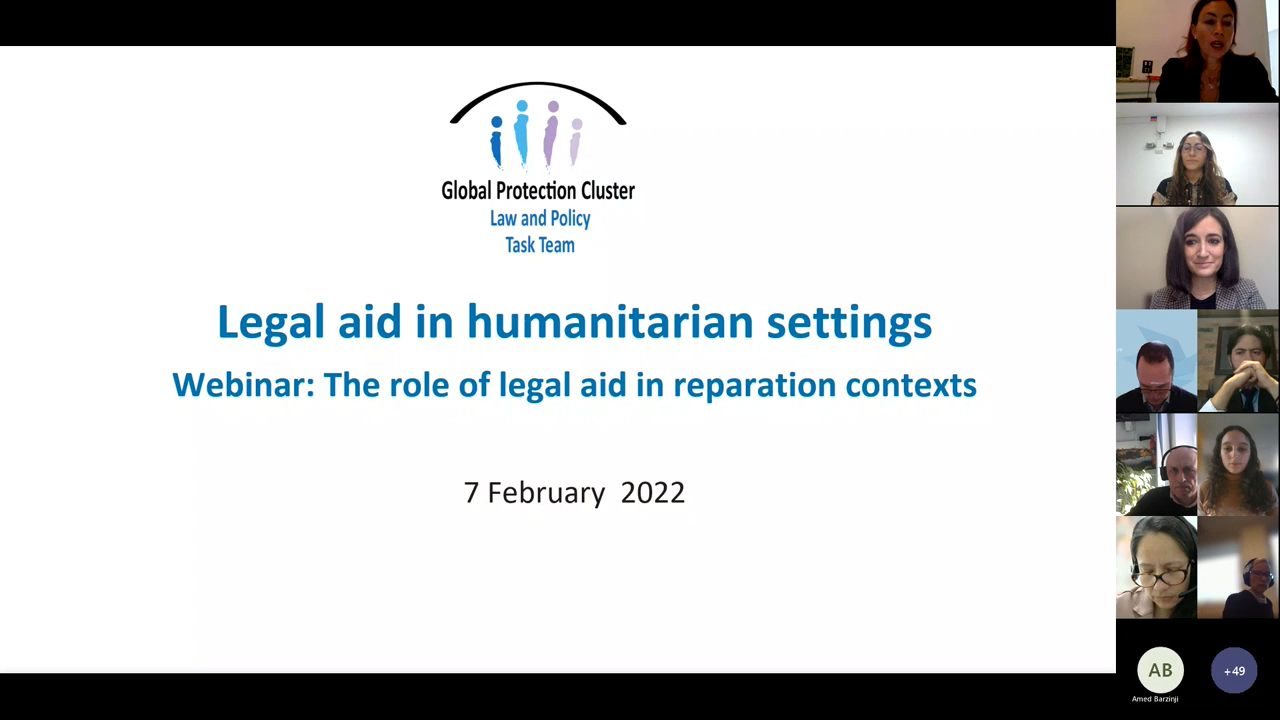 Global Protection Cluster
Law and Policy
Task Team
Legal aid in humanitarian settings
Webinar: The role of legal aid in reparation contexts
7 February 2022
AB
+49
Amed Barzinji